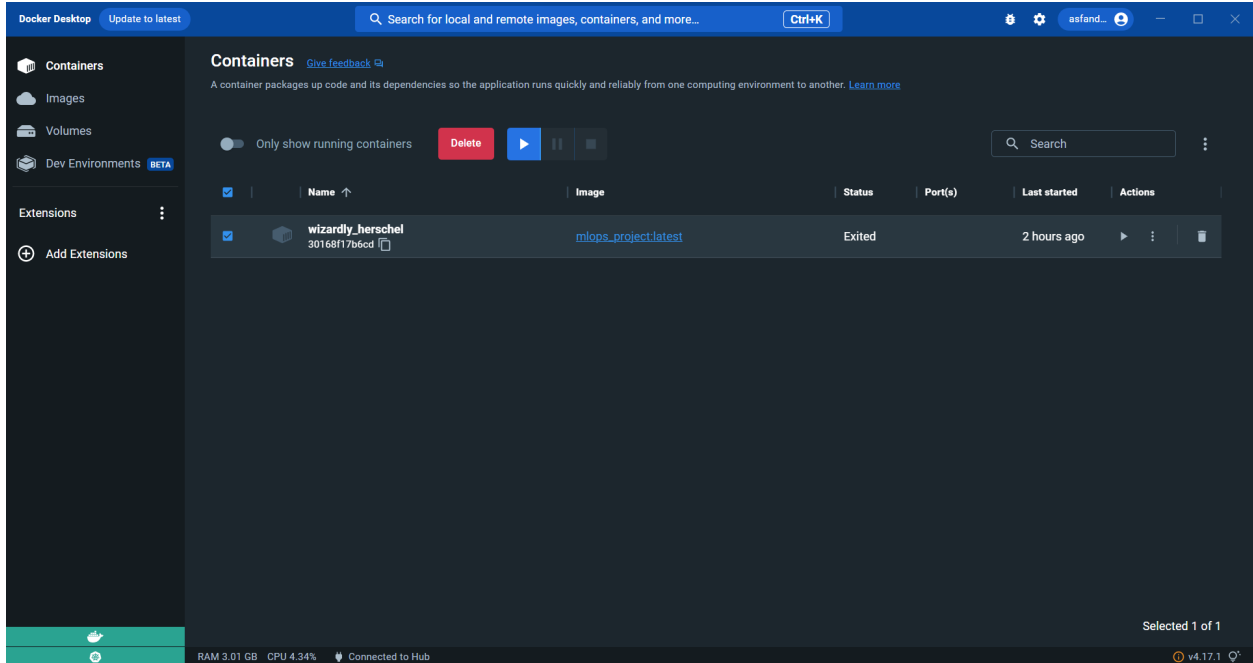 Docker Desktop Update to latest Search for local and remote images, containers, and more... Ctrl+K asfand...
Containers
Images
Volumes
Dev Environments BETA
Extensions
Add Extensions
Containers Give feedback
A container packages up code and its dependencies so the application runs quickly and reliably from one computing environment to another. Learn more
Only show running containers Delete Search
Name Image Status Port(s) Last started Actions
wizardly_herschel
30168f17b6cd mlops_project:latest Exited 2 hours ago
Selected 1 of 1
RAM 3.01 GB CPU 4.34% Connected to Hub v4.17.1